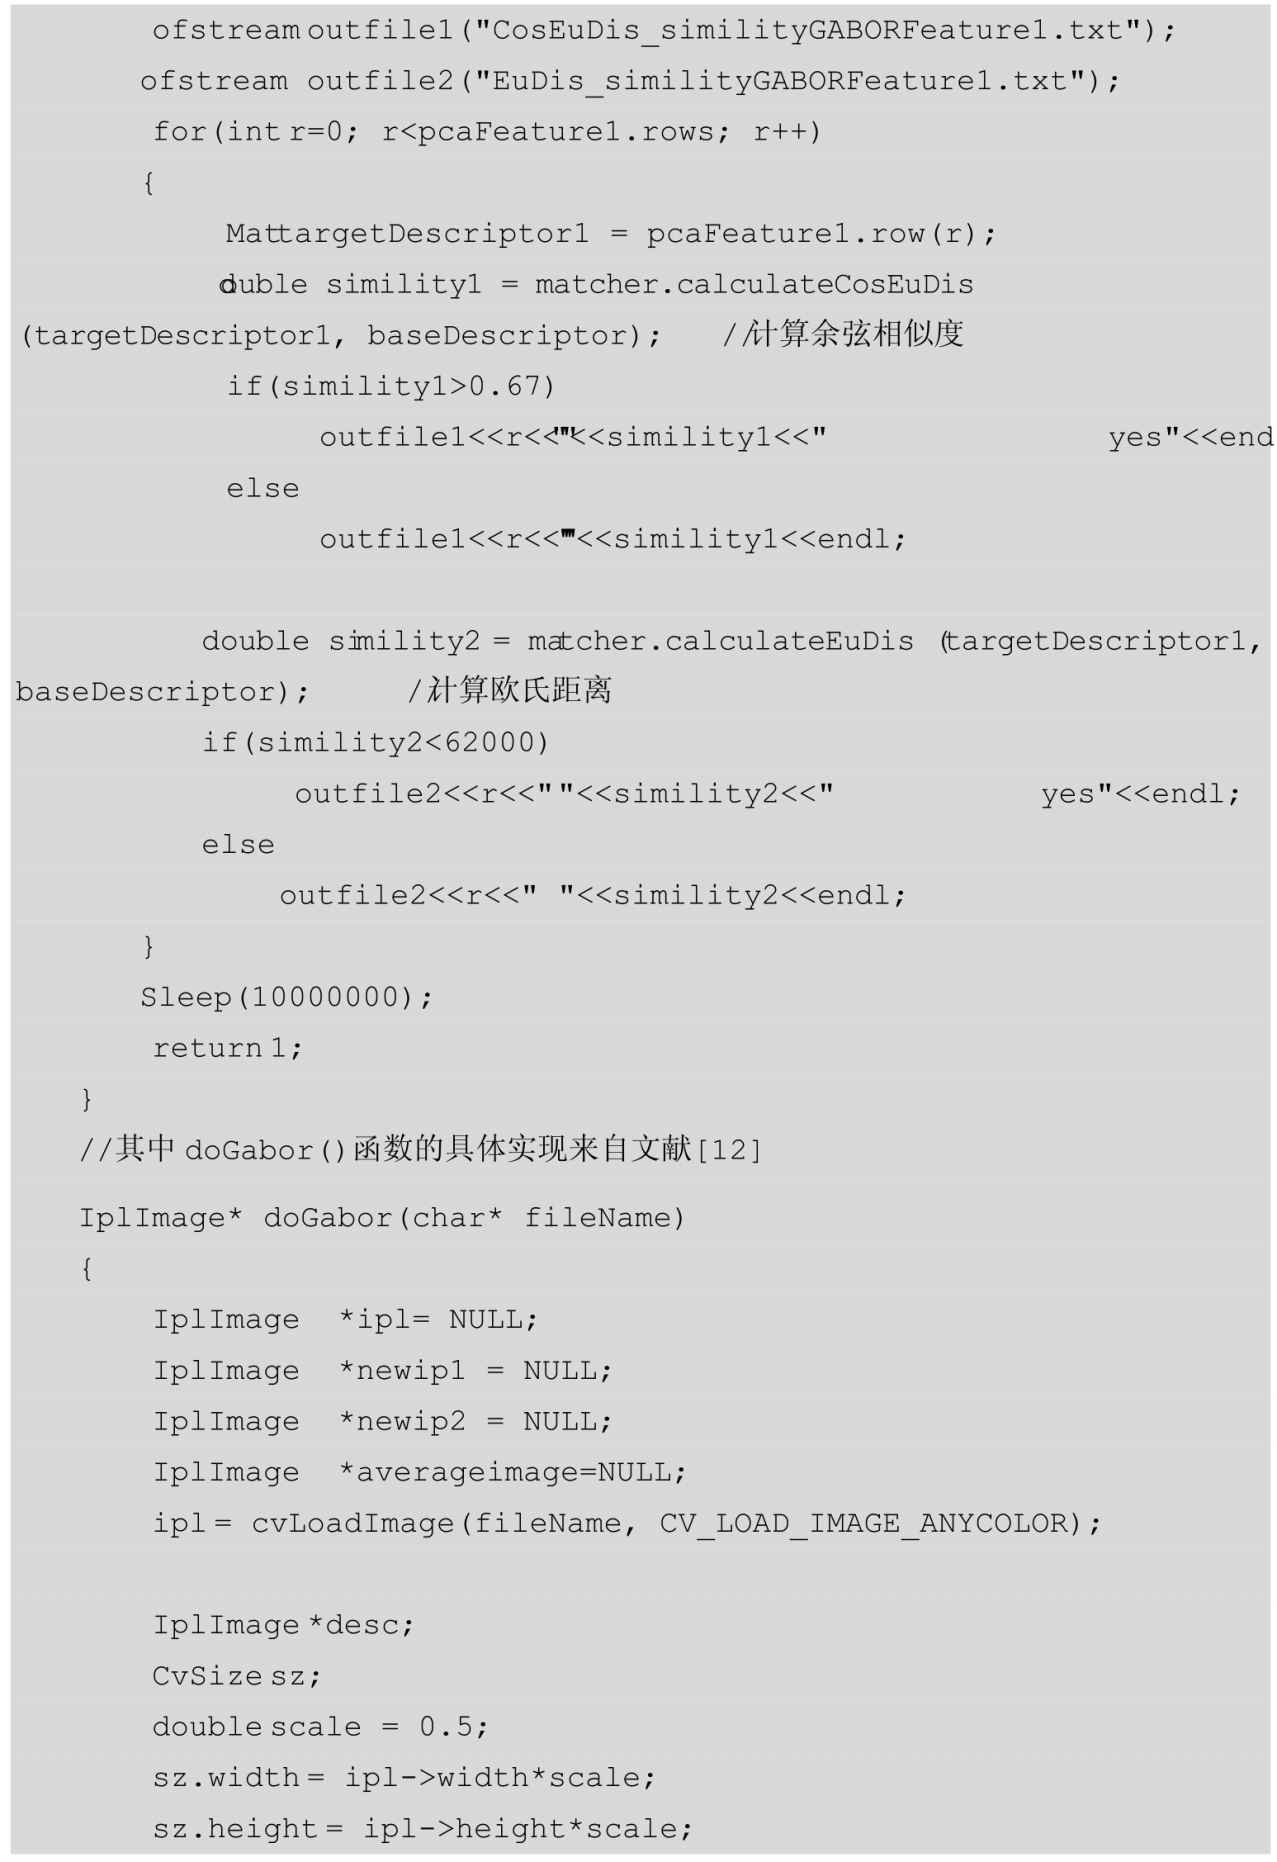 ofstream outfile1("CosEuDis_similityGABORFeature1.txt");
ofstream outfile2("EuDis_similityGABORFeature1.txt");
for(int r=0; r<pcaFeature1.rows; r++)
{
Mat targetDescriptor1 = pcaFeature1.row(r);
double simility1 = matcher.calculateCosEuDis
(targetDescriptor1, baseDescriptor); //计算余弦相似度
if(simility1>0.67)
outfile1<<r<<" "<<simility1<<" yes"<<end
else
outfile1<<r<<" "<<simility1<<endl;
double simility2 = matcher.calculateEuDis (targetDescriptor1,
baseDescriptor); //计算欧氏距离
if(simility2<62000)
outfile2<<r<<" "<<simility2<<" yes"<<endl;
else
outfile2<<r<<" "<<simility2<<endl;
}
Sleep(10000000);
return 1;
}
//其中 doGabor()函数的具体实现来自文献[12]
IplImage* doGabor(char* fileName)
{
IplImage *ipl= NULL;
IplImage *newip1 = NULL;
IplImage *newip2 = NULL;
IplImage *averageimage=NULL;
ipl = cvLoadImage(fileName, CV_LOAD_IMAGE_ANYCOLOR);
IplImage *desc;
CvSize sz;
double scale = 0.5;
sz.width = ipl->width*scale;
sz.height = ipl->height*scale;